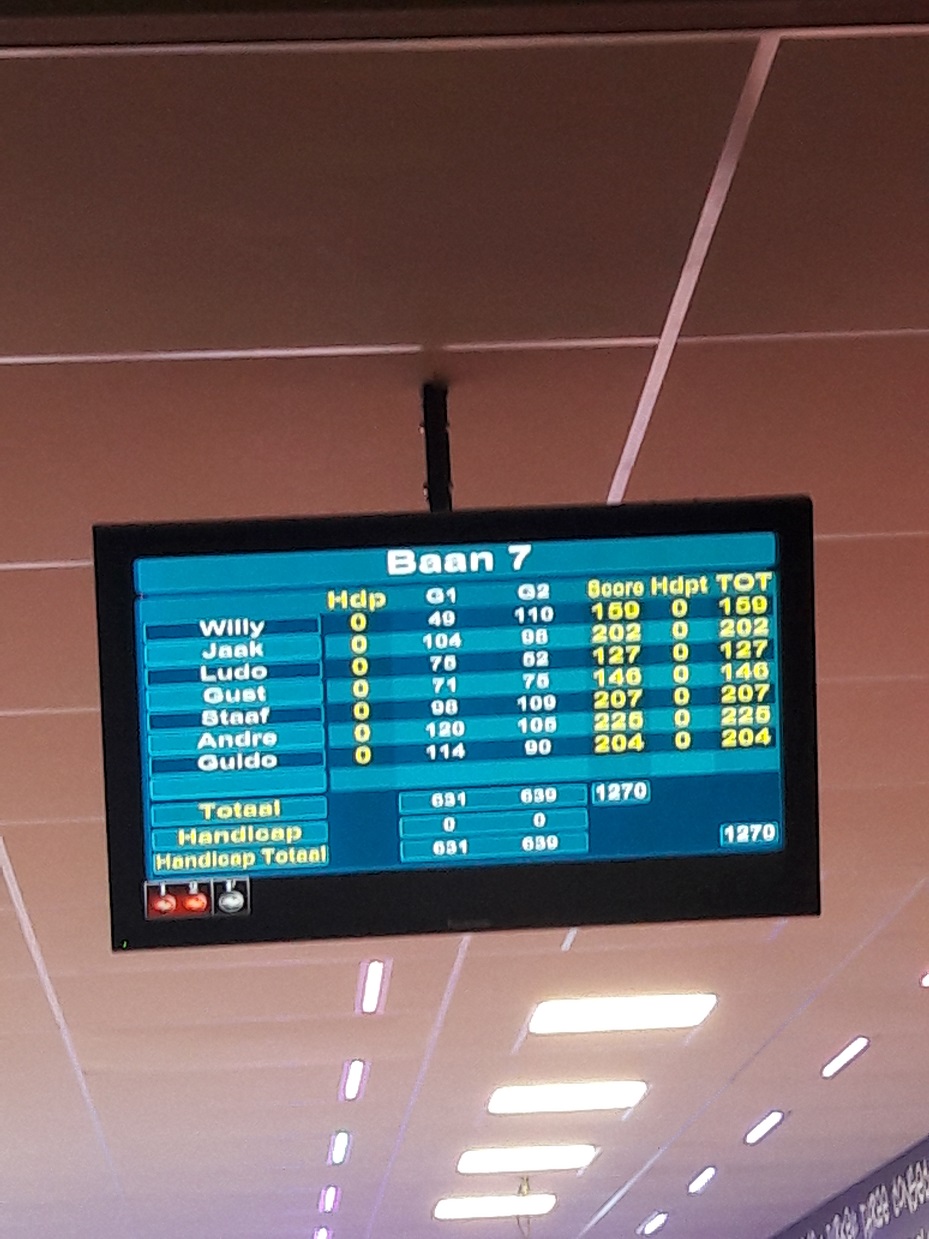 Baan 7
Hdp G1 G2 Score Hdpt TOT
Willy 0 49 110 159 0 159
Jaak 0 104 98 202 0 202
Ludo 0 75 52 127 0 127
Gust 0 71 75 146 0 146
Staaf 0 98 109 207 0 207
Andre 0 120 105 225 0 225
Guido 0 114 90 204 0 204
Totaal 631 639 1270
Handicap 0 0
Handicap Totaal 631 639 1270